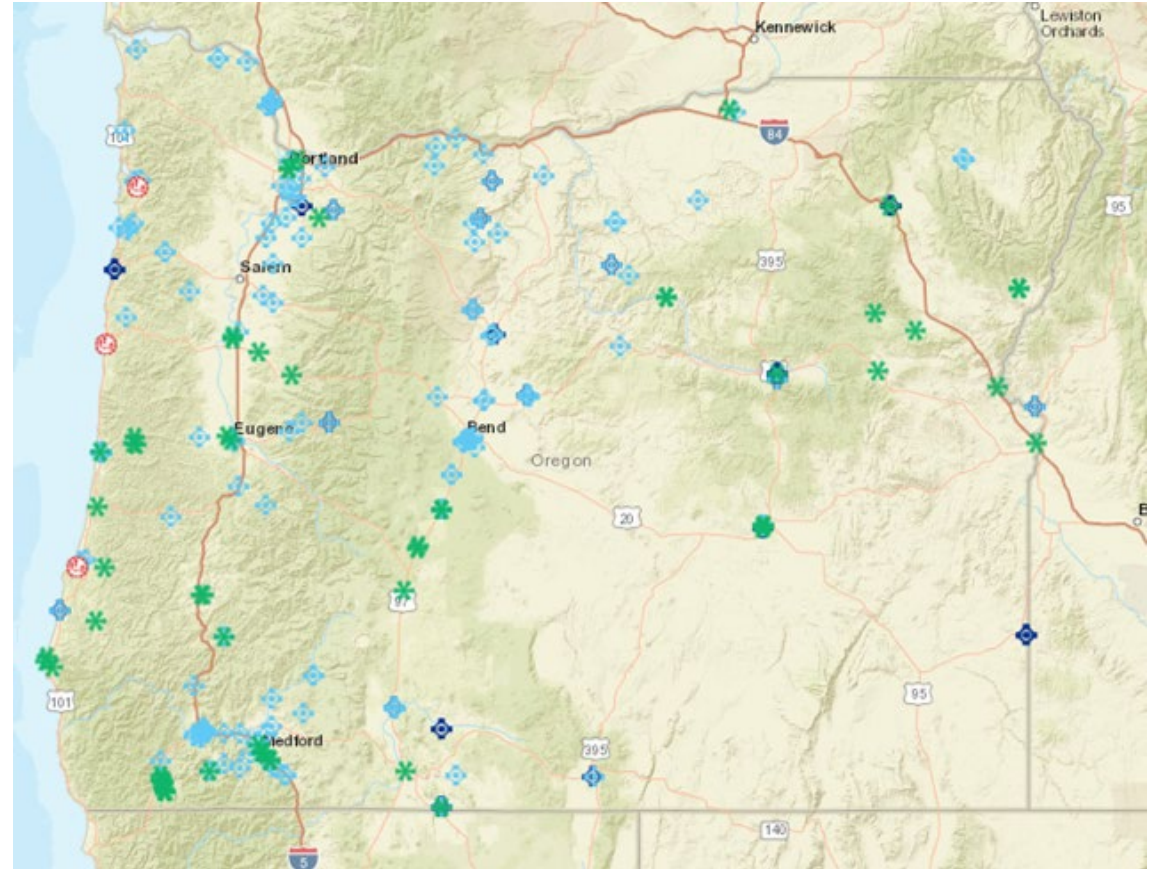 Kennewick
Lewiston
Orchards
101
84
Portland
95
Salem
395
Eugene
Bend
Oregon
20
97
95
101
Medford
395
140
5